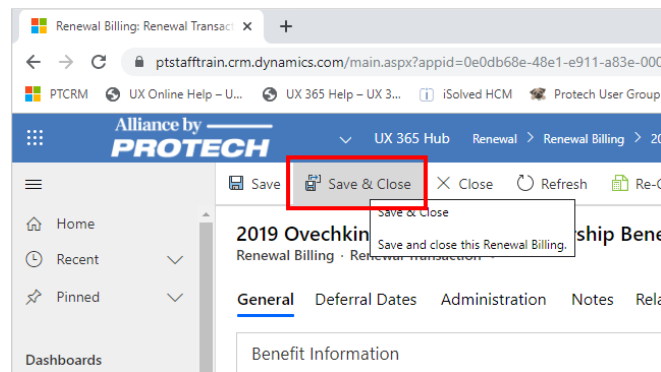 Renewal Billing: Renewal Transac
ptstafftrain.crm.dynamics.com/main.aspx?appid=0e0db68e-48e1-e911-a83e-000
PTCRM UX Online Help – U... UX 365 Help – UX 3... iSolved HCM Protech User Group
Alliance by
PROTECH
UX 365 Hub Renewal > Renewal Billing > 20
Save Save & Close Close Refresh Re-
Save & Close
Save and close this Renewal Billing.
Home
Recent
Pinned
Dashboards
2019 Ovechkin ship Bene
Renewal Billing · Renewal Transaction
General Deferral Dates Administration Notes Rela
Benefit Information